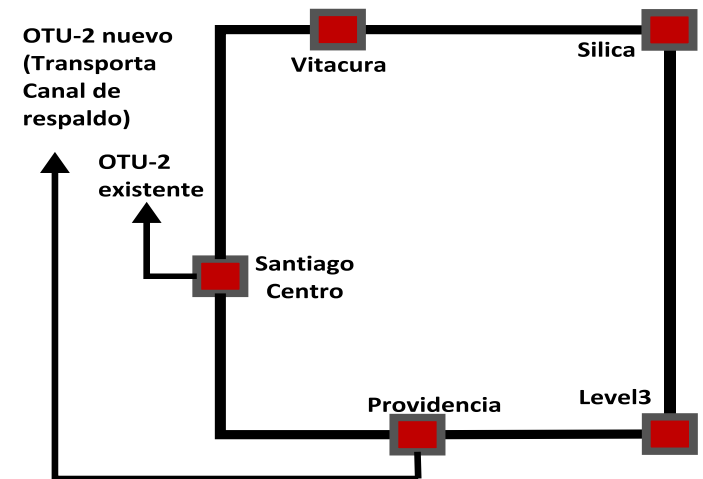 OTU-2 nuevo
(Transporta
Canal de
respaldo)
OTU-2
existente
Vitacura
Silica
Santiago
Centro
Providencia
Level3